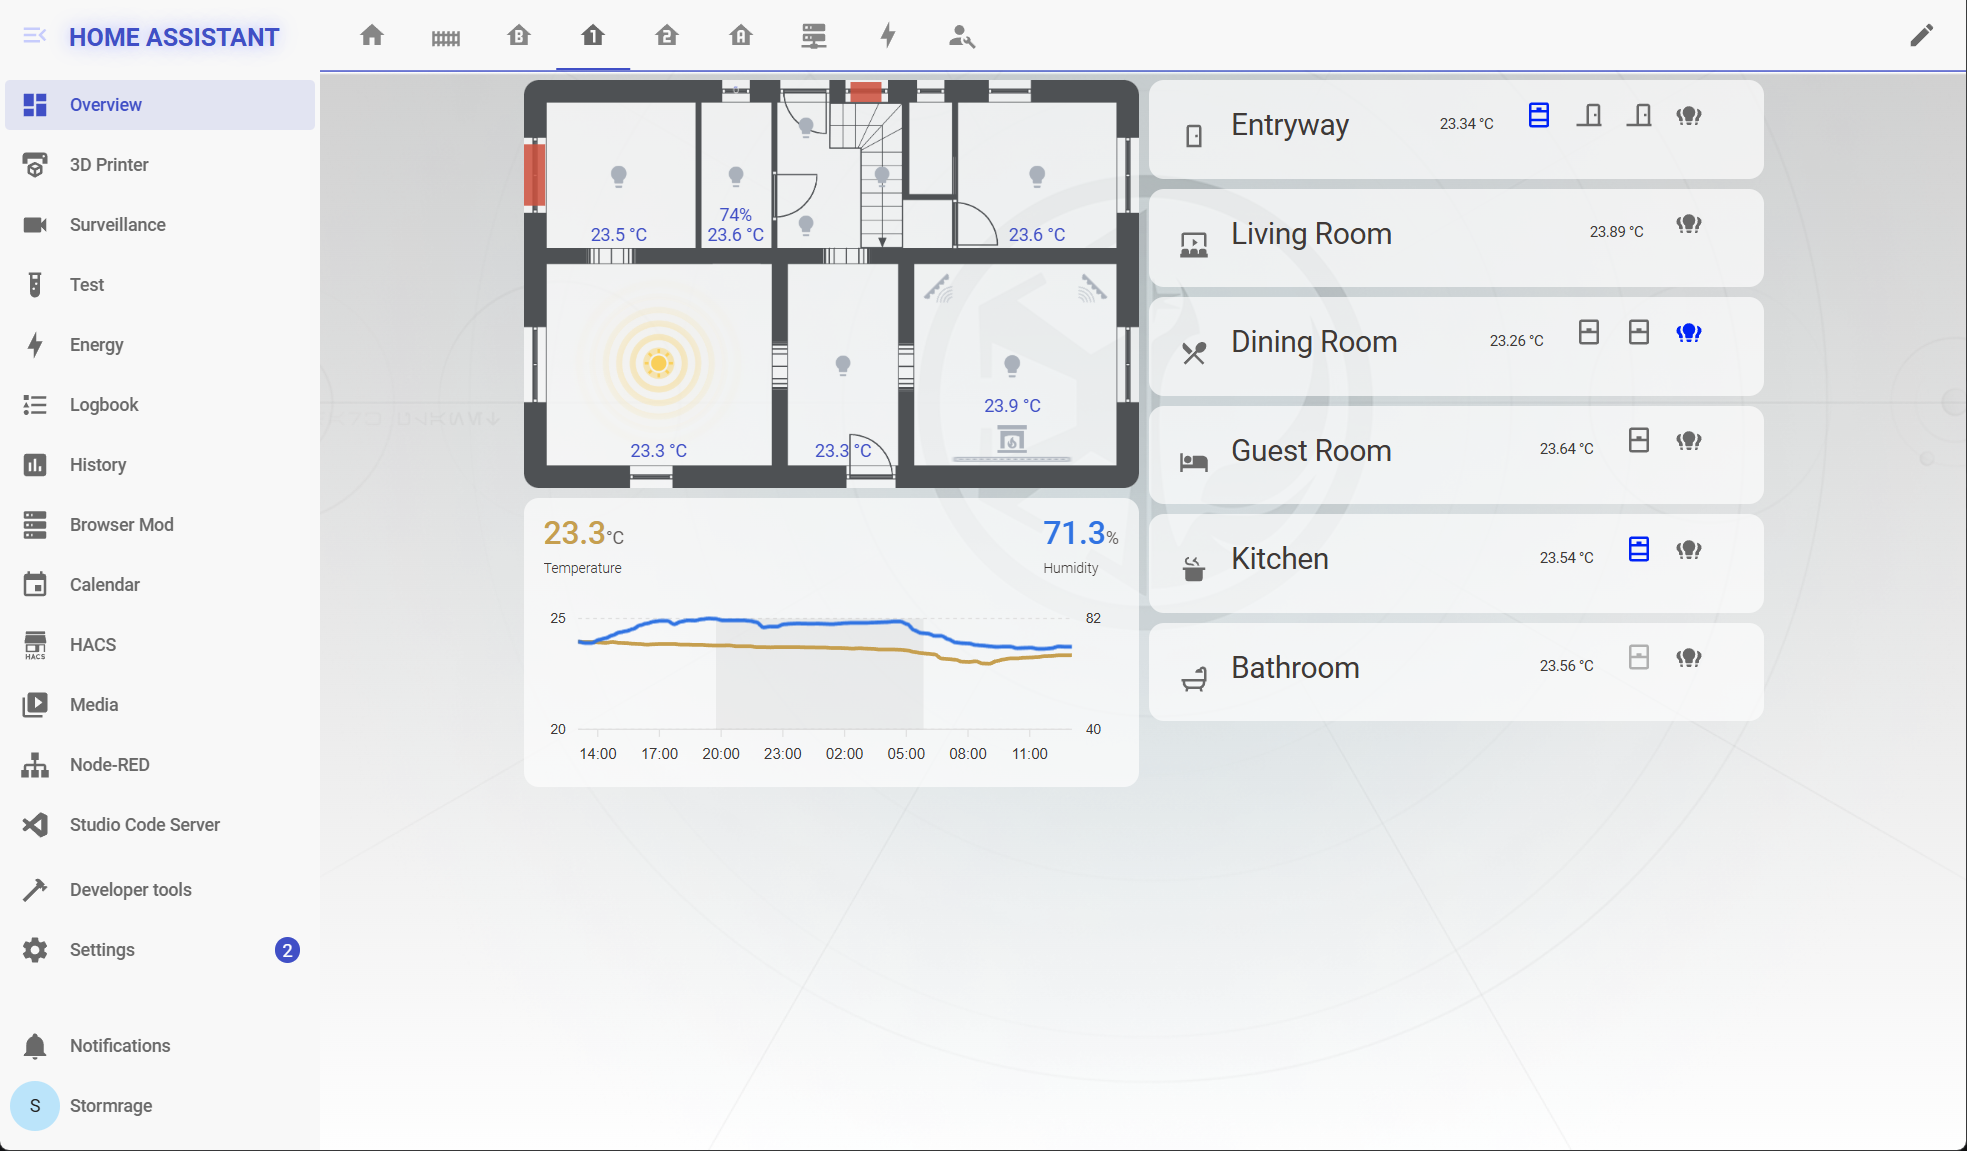 HOME ASSISTANT
B
1
2
A
Overview
3D Printer
Surveillance
Test
Energy
Logbook
History
Browser Mod
Calendar
HACS
HACS
Media
Node-RED
Studio Code Server
Developer tools
Settings
2
Notifications
S
Stormrage
23.5 °C
74%
23.6 °C
23.6 °C
23.3 °C
23.3 °C
23.9 °C
23.3°C
Temperature
71.3%
Humidity
25
82
20
40
14:00
17:00
20:00
23:00
02:00
05:00
08:00
11:00
Entryway
23.34 °C
Living Room
23.89 °C
Dining Room
23.26 °C
Guest Room
23.64 °C
Kitchen
23.54 °C
Bathroom
23.56 °C